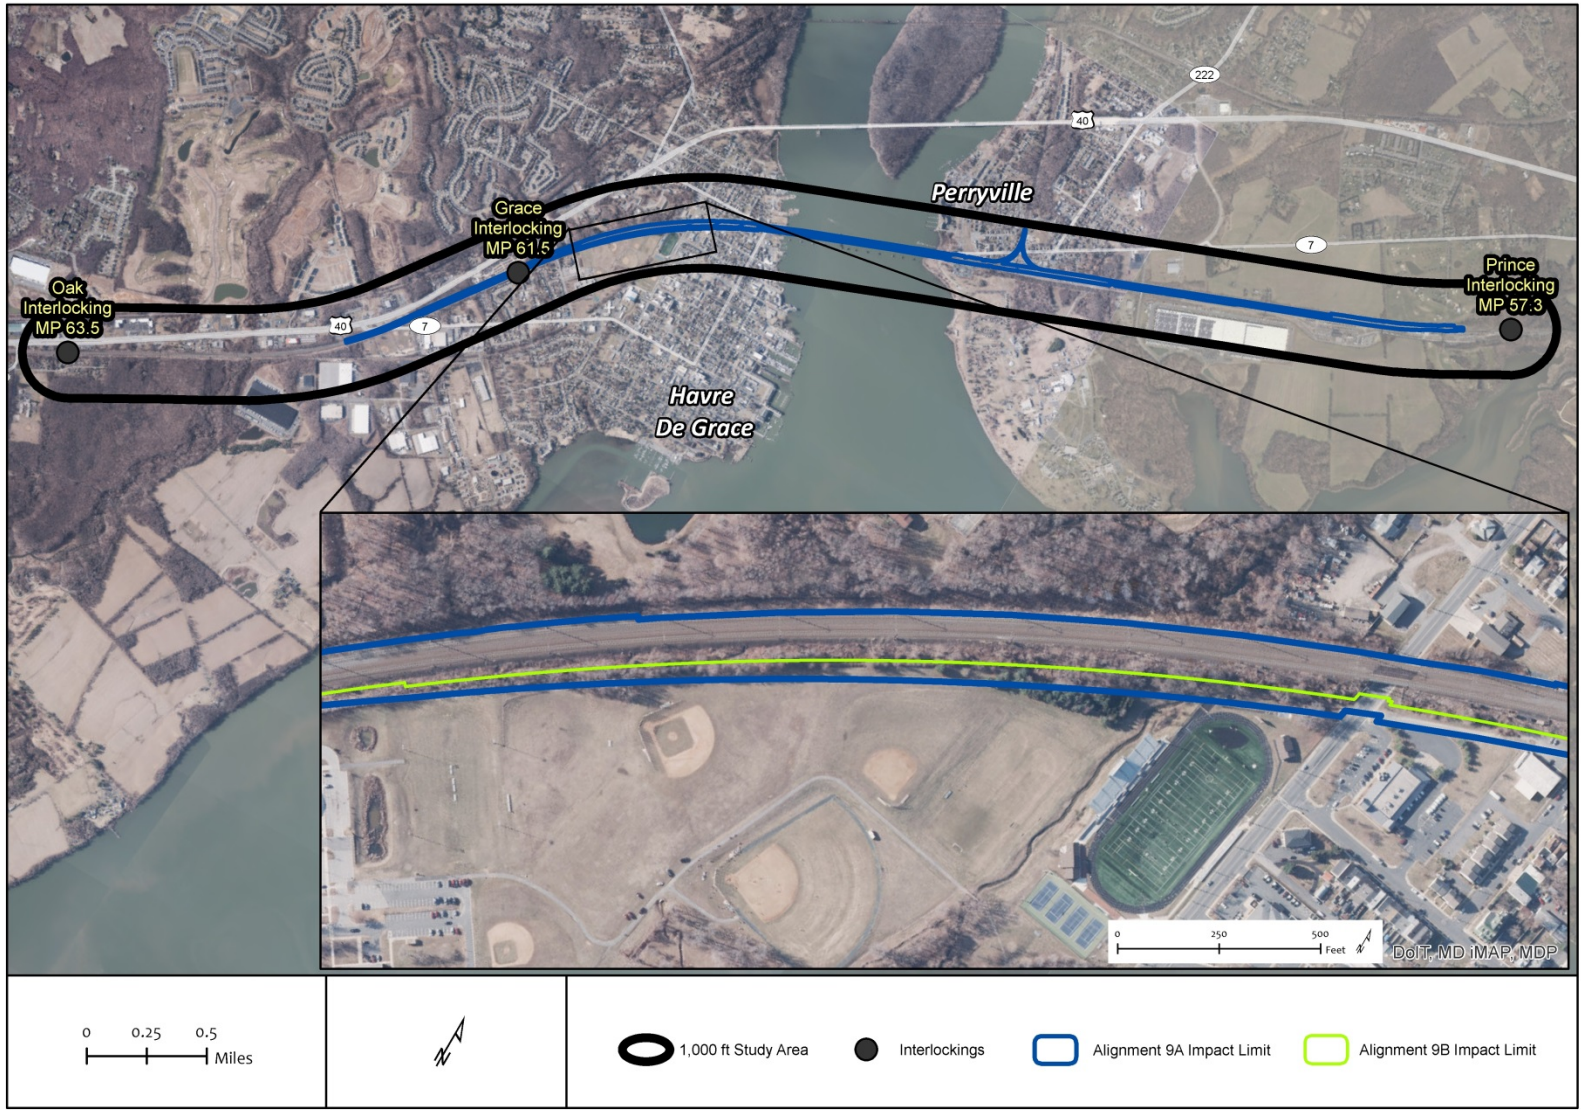 222
40
Perryville
Grace
Interlocking
MP 61.5
7
Oak
Interlocking
MP 63.5
Prince
Interlocking
MP 57.3
40
7
Havre
De Grace
0 250 500
Feet
N
DoIT, MD iMAP, MDP
0 0.25 0.5
Miles
N
1,000 ft Study Area
Interlockings
Alignment 9A Impact Limit
Alignment 9B Impact Limit